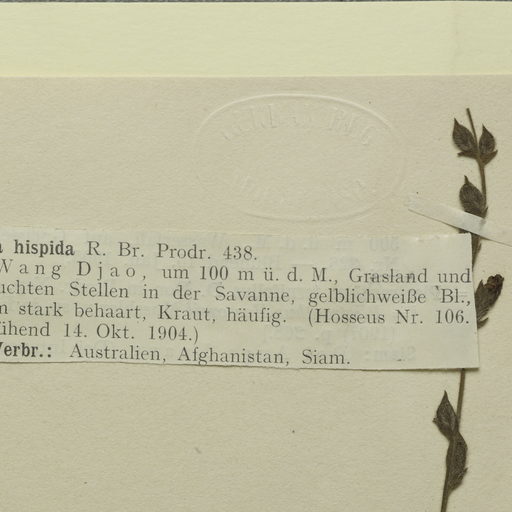 a hispida R. Br. Prodr. 438.
Wang Djao, um 100 m ü. d. M., Grasland und
uchten Stellen in der Savanne, gelblichweiße Bl.,
n stark behaart, Kraut, häufig. (Hosseus Nr. 106.
ühend 14. Okt. 1904.)
Verbr.: Australien, Afghanistan, Siam.